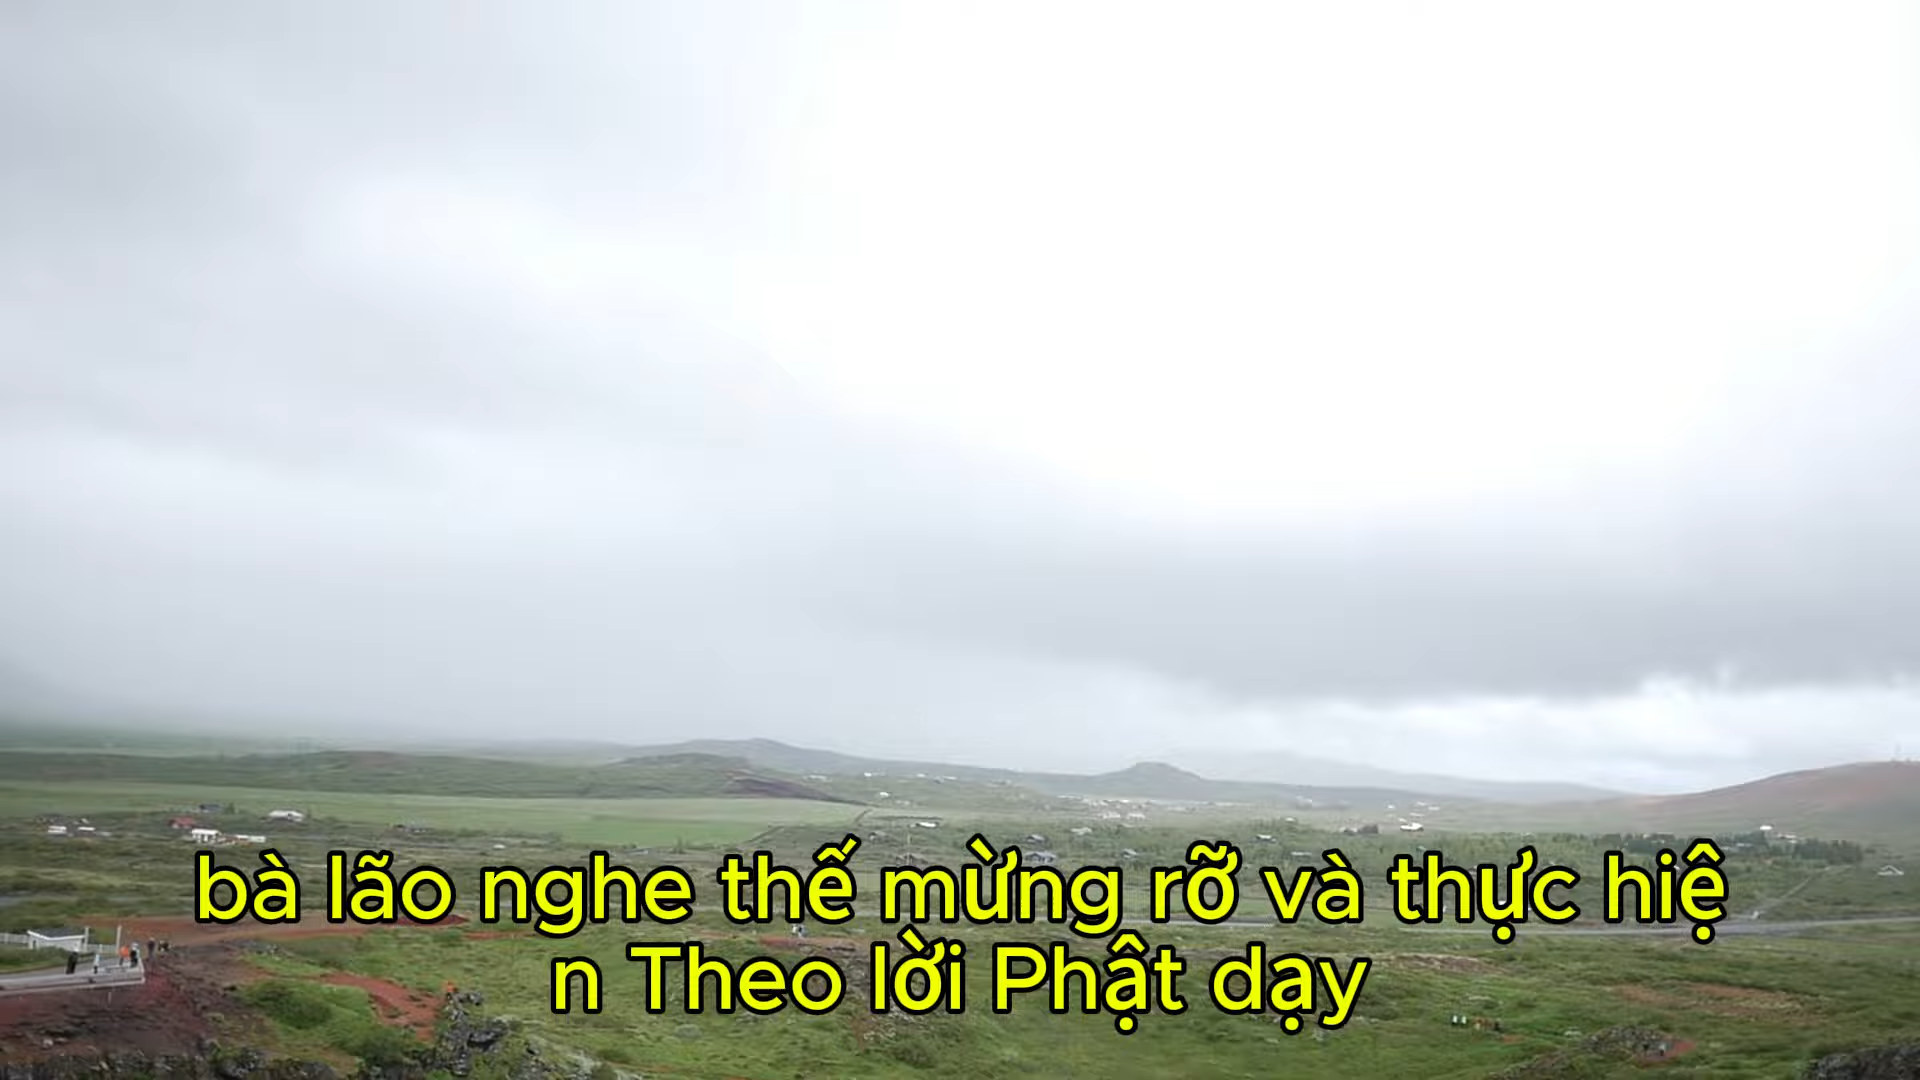 bà lão nghe thế mừng rỡ và thực hiệ
n Theo lời Phật dạy